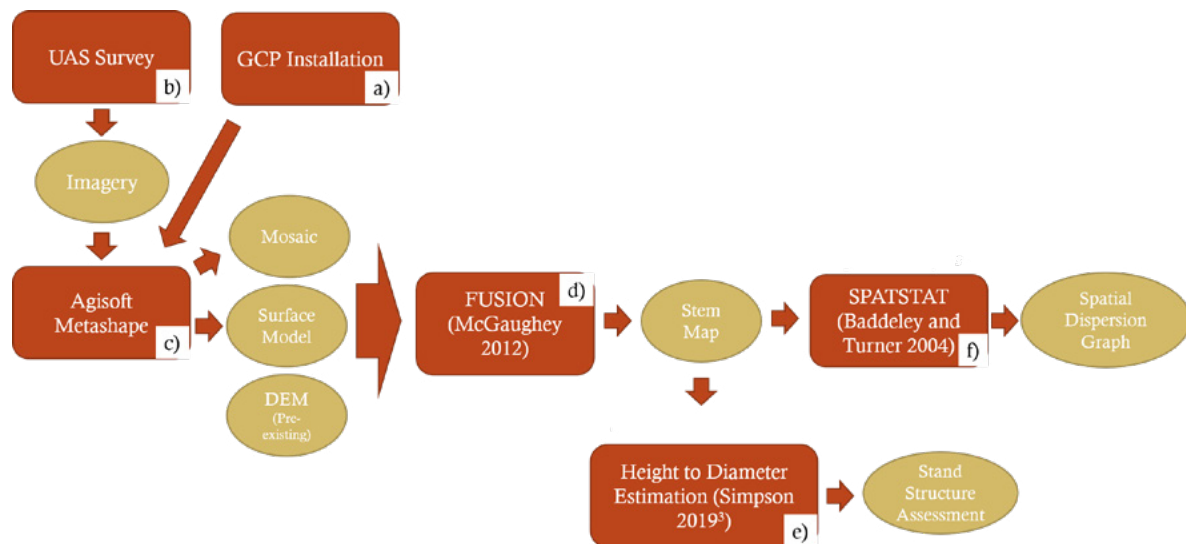 UAS Survey
b)
GCP Installation
a)
Imagery
Mosaic
Agisoft
Metashape
c)
Surface
Model
DEM
(Pre-
existing)
FUSION
(McGaughey
2012)
d)
Stem
Map
SPATSTAT
(Baddeley and
Turner 2004)
f)
Spatial
Dispersion
Graph
Height to Diameter
Estimation (Simpson
2019³)
e)
Stand
Structure
Assessment